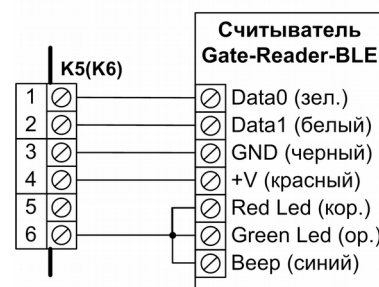 Считыватель
Gate-Reader-BLE
K5(K6)
1 Data0 (зел.)
2 Data1 (белый)
3 GND (черный)
4 +V (красный)
5 Red Led (кор.)
6 Green Led (ор.)
Beep (синий)